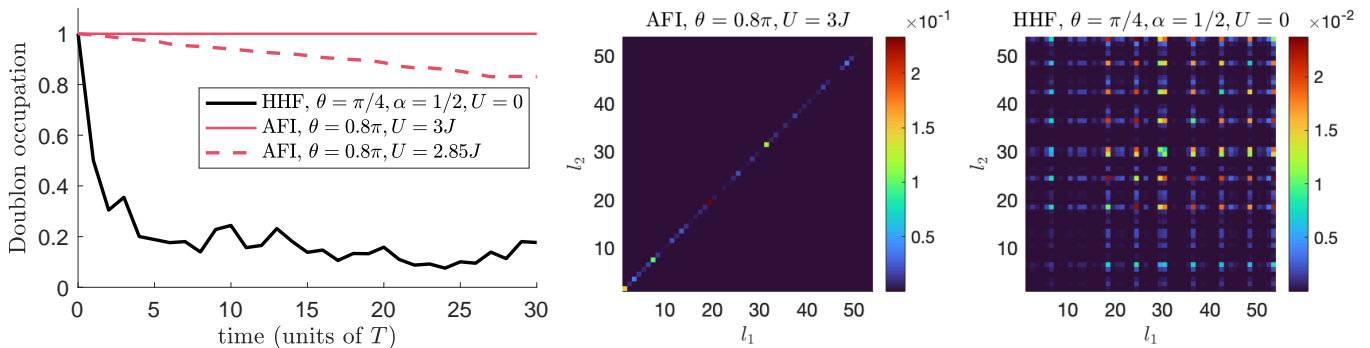 Doublon occupation
1
0.8
0.6
0.4
0.2
0
0 5 10 15 20 25 30
time (units of T)
HHF, θ = π/4, α = 1/2, U = 0
AFI, θ = 0.8π, U = 3J
AFI, θ = 0.8π, U = 2.85J
AFI, θ = 0.8π, U = 3J
×10⁻¹
l₂
50
40
30
20
10
10 20 30 40 50
l₁
2
1.5
1
0.5
HHF, θ = π/4, α = 1/2, U = 0
×10⁻²
l₂
50
40
30
20
10
10 20 30 40 50
l₁
2
1.5
1
0.5